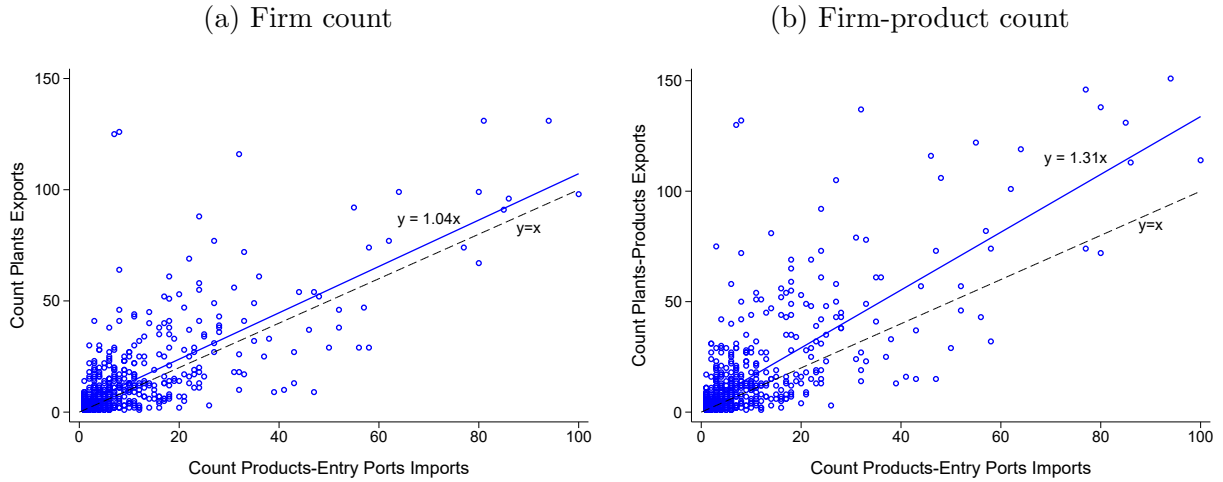 (a) Firm count
150
100
50
0
Count Plants Exports
y = 1.04x
y=x
0 20 40 60 80 100
Count Products-Entry Ports Imports
(b) Firm-product count
150
100
50
0
Count Plants-Products Exports
y = 1.31x
y=x
0 20 40 60 80 100
Count Products-Entry Ports Imports